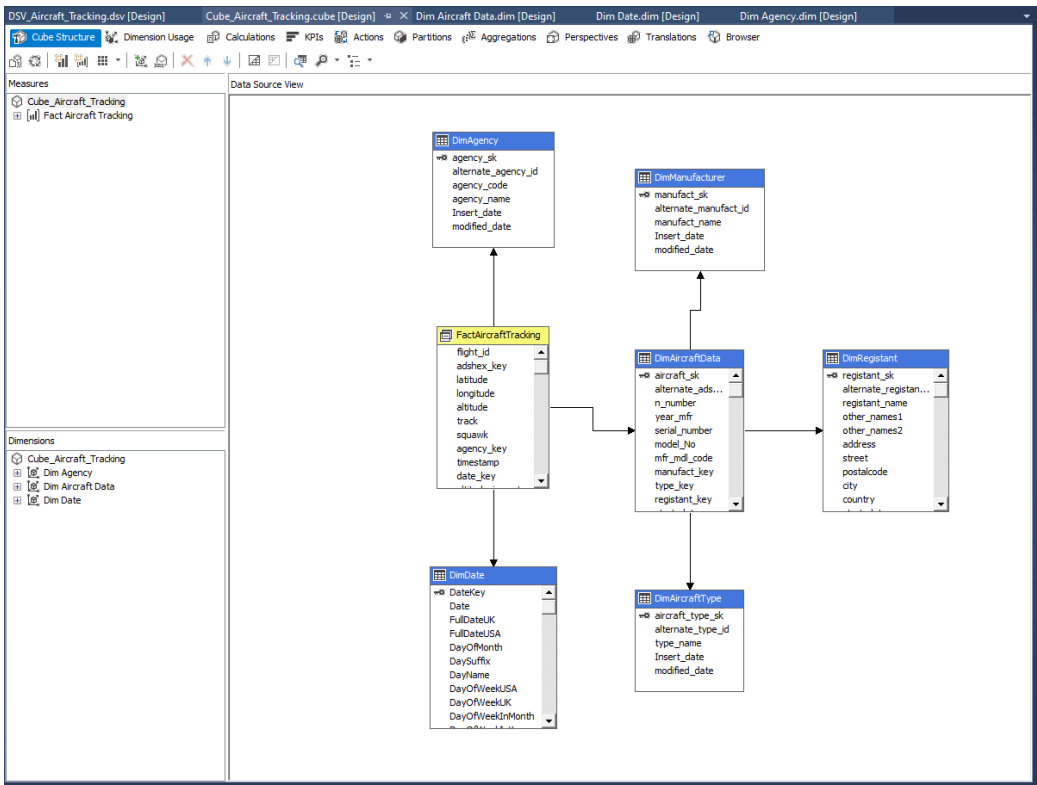 DSV_Aircraft_Tracking.dsv [Design]
Cube_Aircraft_Tracking.cube [Design]
Dim Aircraft Data.dim [Design]
Dim Date.dim [Design]
Dim Agency.dim [Design]
Cube Structure Dimension Usage Calculations KPIs Actions Partitions Aggregations Perspectives Translations Browser
Measures
Cube_Aircraft_Tracking
Fact Aircraft Tracking
Dimensions
Cube_Aircraft_Tracking
Dim Agency
Dim Aircraft Data
Dim Date
Data Source View
DimAgency
agency_sk
alternate_agency_id
agency_code
agency_name
Insert_date
modified_date
DimManufacturer
manufact_sk
alternate_manufact_id
manufact_name
Insert_date
modified_date
FactAircraftTracking
flight_id
adshex_key
latitude
longitude
altitude
track
squawk
agency_key
timestamp
date_key
DimAircraftData
aircraft_sk
alternate_ads...
n_number
year_mfr
serial_number
model_No
mfr_mdl_code
manufact_key
type_key
registant_key
DimRegistant
registant_sk
alternate_registan...
registant_name
other_names1
other_names2
address
street
postalcode
city
country
DimDate
DateKey
Date
FullDateUK
FullDateUSA
DayOfMonth
DaySuffix
DayName
DayOfWeekUSA
DayOfWeekUK
DayOfWeekInMonth
DimAircraftType
aircraft_type_sk
alternate_type_id
type_name
Insert_date
modified_date